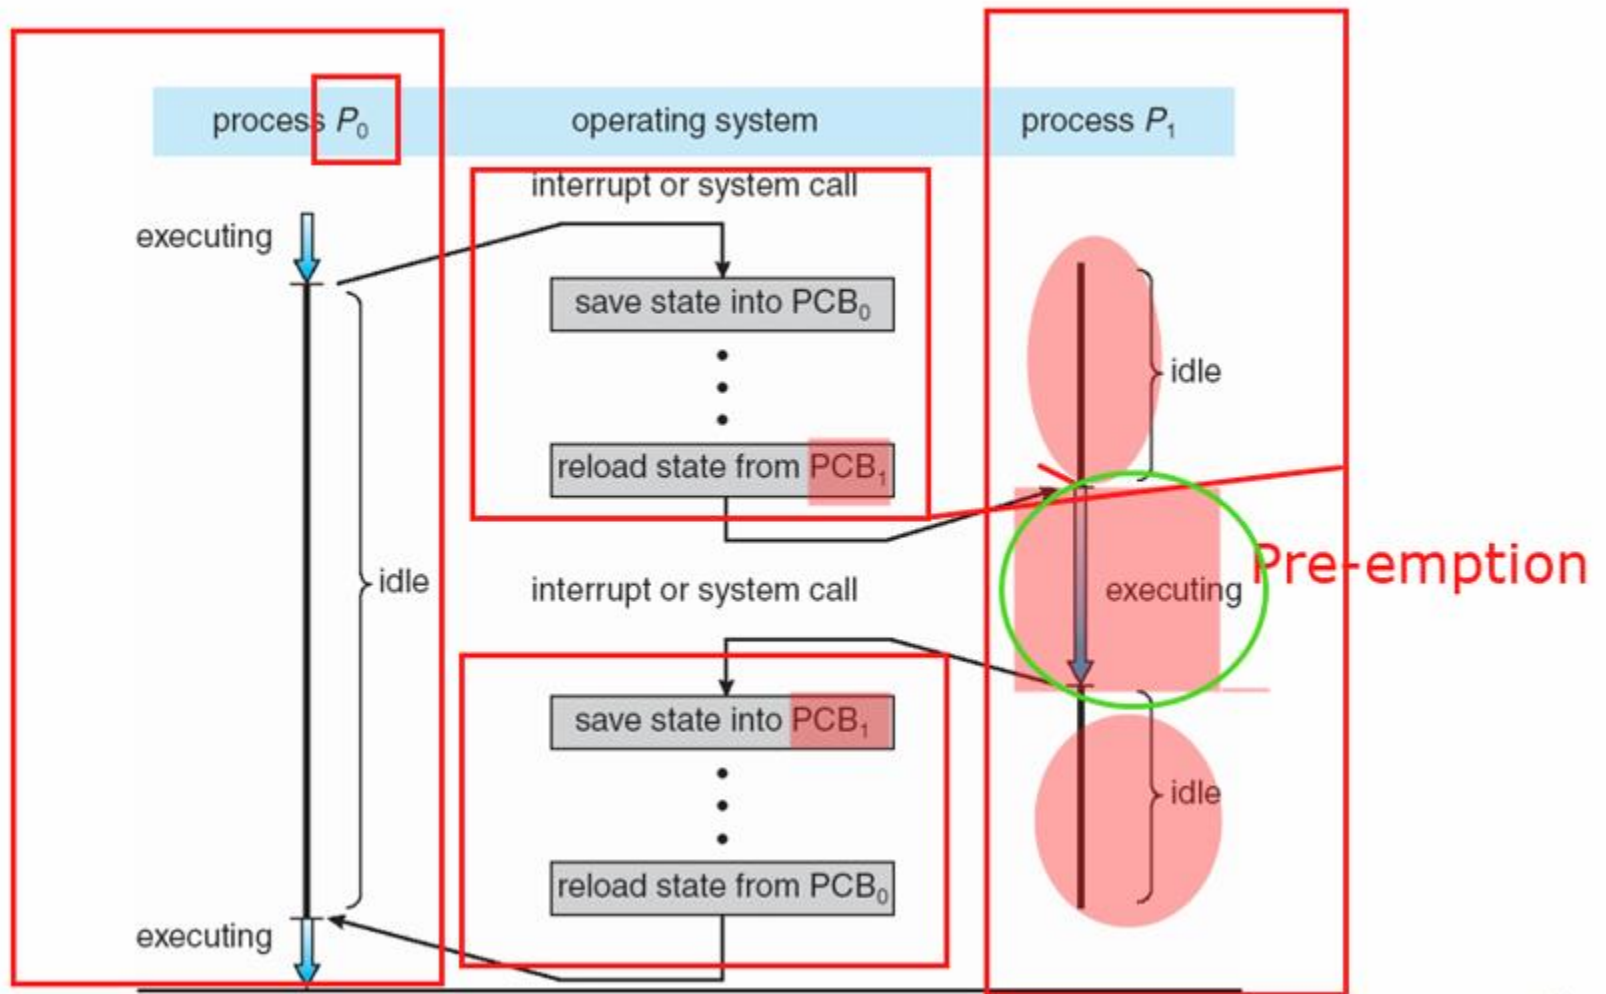 process P₀ operating system process P₁
interrupt or system call
executing
save state into PCB₀
idle
reload state from PCB₁
Pre-emption
idle
interrupt or system call
executing
save state into PCB₁
idle
reload state from PCB₀
executing